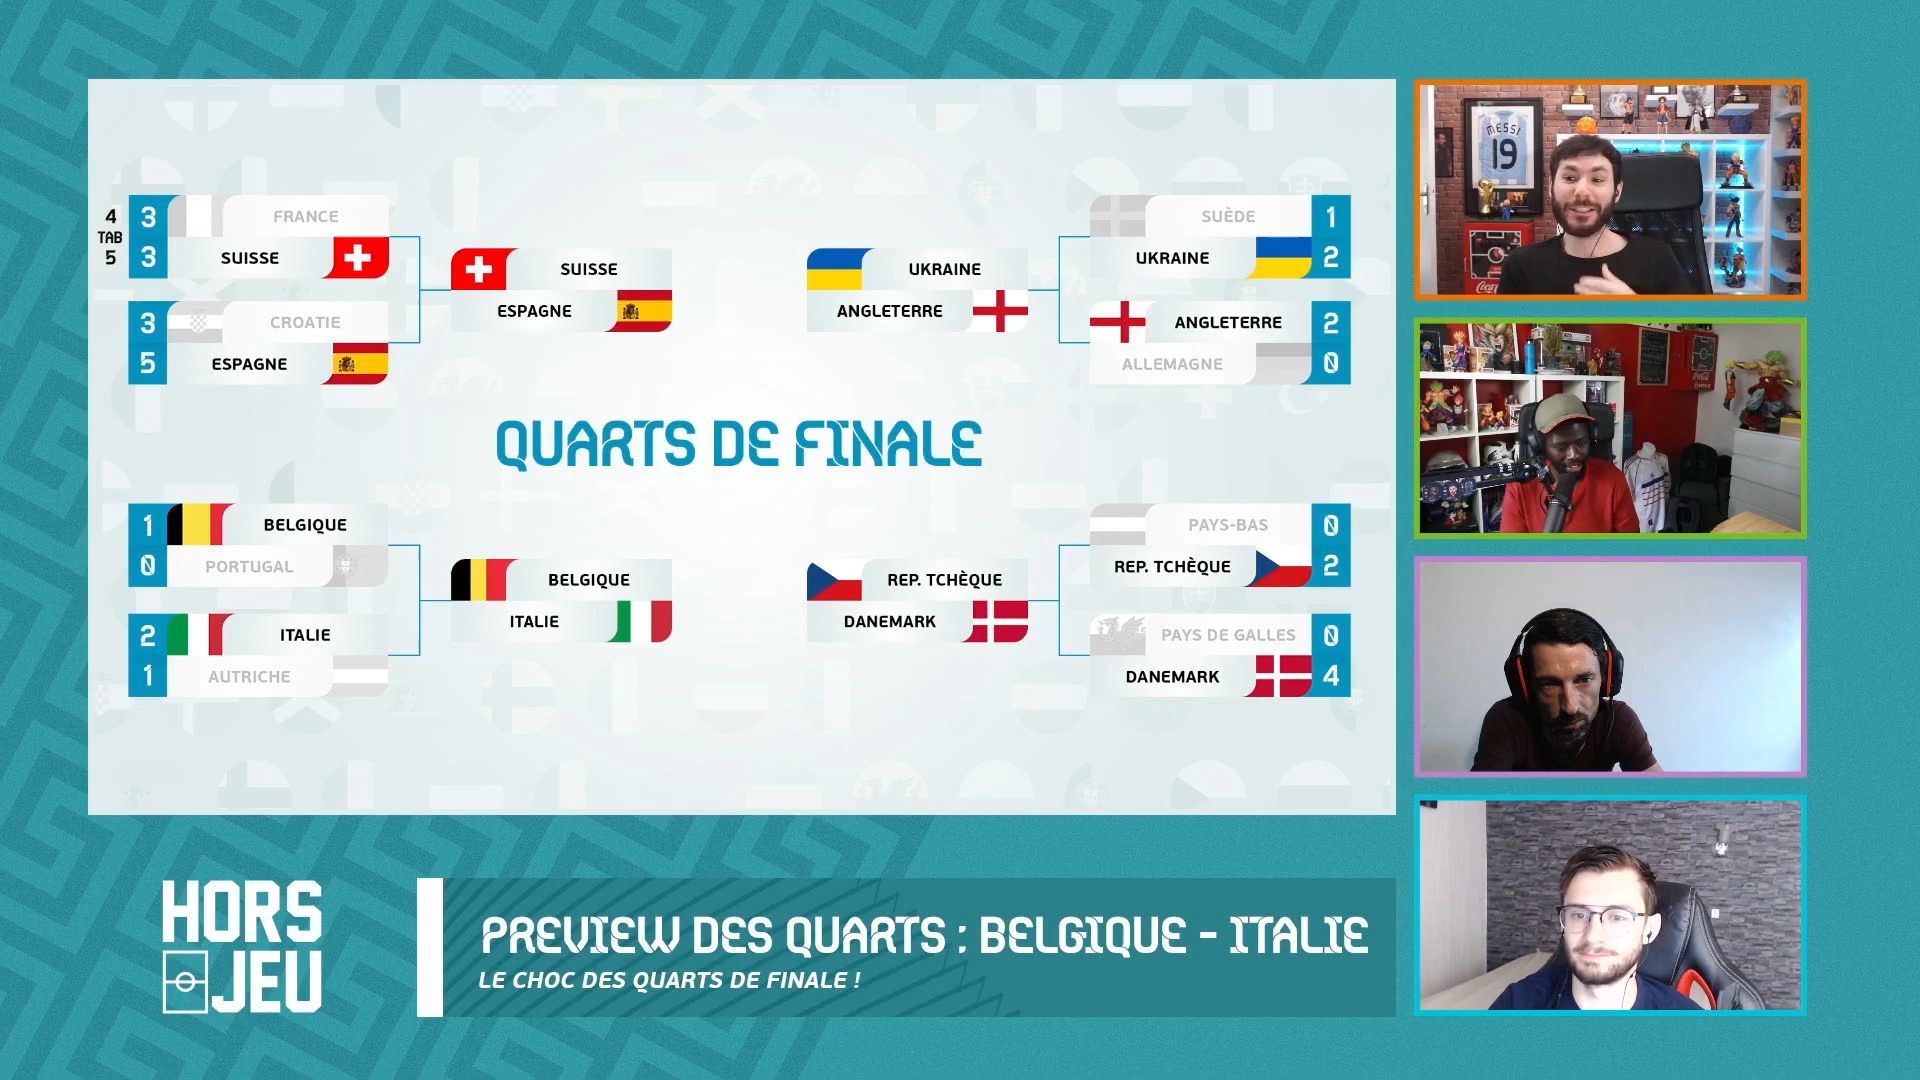 4
TAB
5
3 FRANCE
3 SUISSE
3 CROATIE
5 ESPAGNE
SUISSE
ESPAGNE
UKRAINE
ANGLETERRE
SUÈDE 1
UKRAINE 2
ANGLETERRE 2
ALLEMAGNE 0
QUARTS DE FINALE
1 BELGIQUE
0 PORTUGAL
2 ITALIE
1 AUTRICHE
BELGIQUE
ITALIE
REP. TCHÈQUE
DANEMARK
PAYS-BAS 0
REP. TCHÈQUE 2
PAYS DE GALLES 0
DANEMARK 4
MESSI
19
Coca
HORS
JEU
PREVIEW DES QUARTS : BELGIQUE - ITALIE
LE CHOC DES QUARTS DE FINALE !